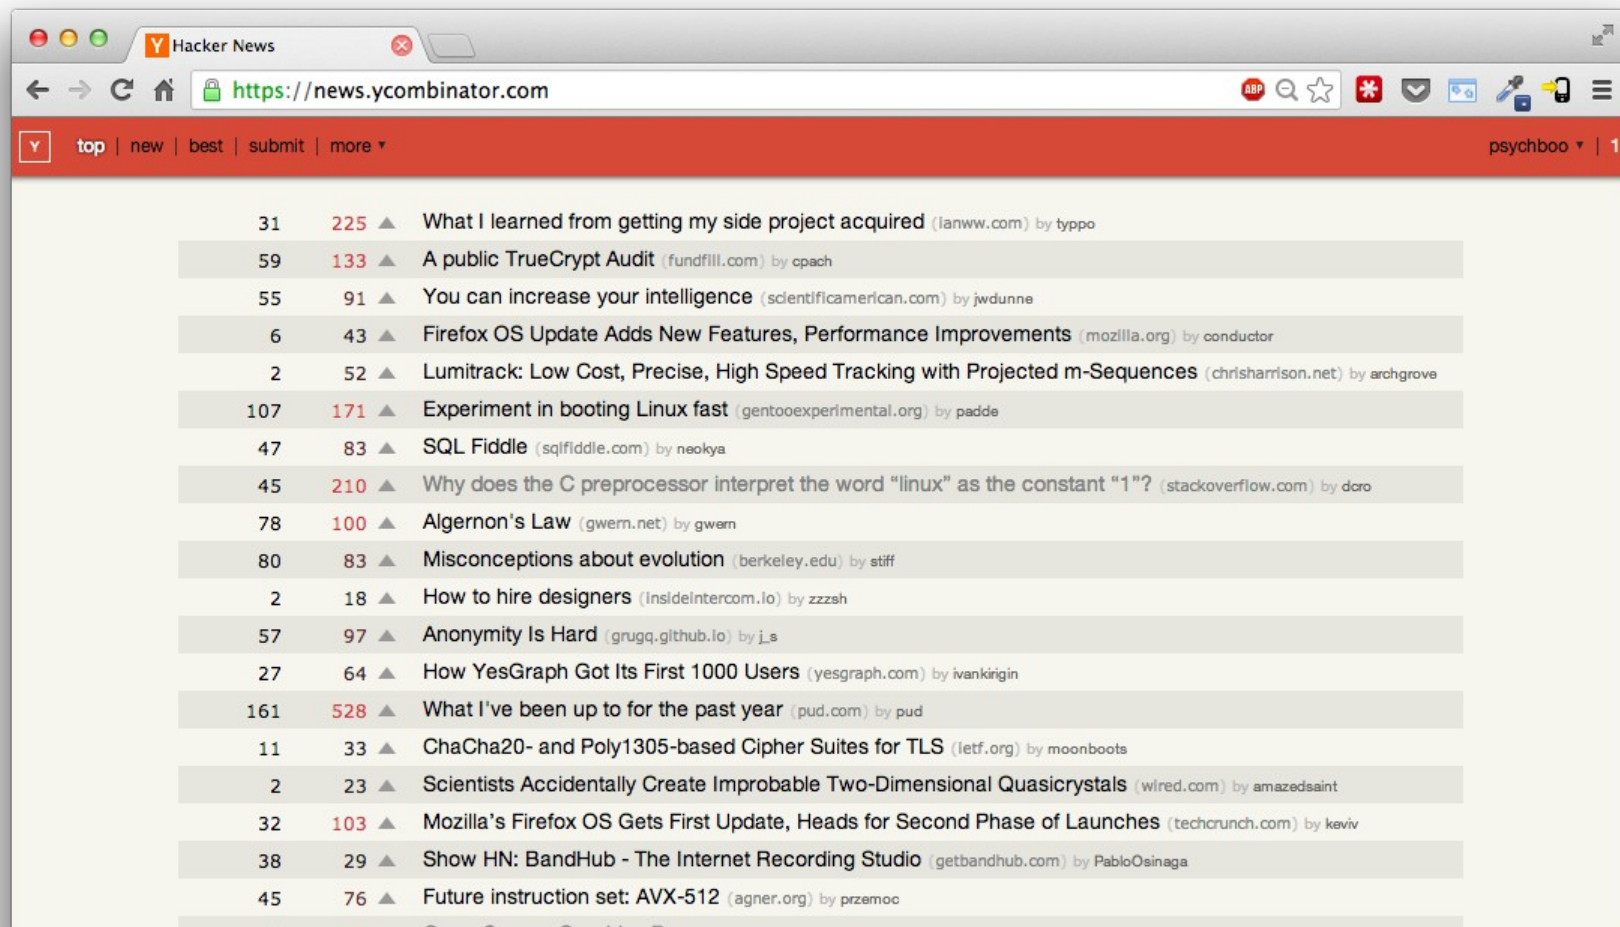 Y Hacker News
https://news.ycombinator.com ABP
Y top | new | best | submit | more ▾ psychboo ▾ | 1
31 225 ▲ What I learned from getting my side project acquired (ianww.com) by typpo
59 133 ▲ A public TrueCrypt Audit (fundfill.com) by cpach
55 91 ▲ You can increase your intelligence (scientificamerican.com) by jwdunne
6 43 ▲ Firefox OS Update Adds New Features, Performance Improvements (mozilla.org) by conductor
2 52 ▲ Lumitrack: Low Cost, Precise, High Speed Tracking with Projected m-Sequences (chrisharrison.net) by archgrove
107 171 ▲ Experiment in booting Linux fast (gentooexperimental.org) by padde
47 83 ▲ SQL Fiddle (sqlfiddle.com) by neokya
45 210 ▲ Why does the C preprocessor interpret the word “linux” as the constant “1”? (stackoverflow.com) by dcro
78 100 ▲ Algernon's Law (gwern.net) by gwern
80 83 ▲ Misconceptions about evolution (berkeley.edu) by stiff
2 18 ▲ How to hire designers (insideintercom.io) by zzzsh
57 97 ▲ Anonymity Is Hard (grugq.github.io) by j_s
27 64 ▲ How YesGraph Got Its First 1000 Users (yesgraph.com) by ivankirigin
161 528 ▲ What I've been up to for the past year (pud.com) by pud
11 33 ▲ ChaCha20- and Poly1305-based Cipher Suites for TLS (ietf.org) by moonboots
2 23 ▲ Scientists Accidentally Create Improbable Two-Dimensional Quasicrystals (wired.com) by amazedsaint
32 103 ▲ Mozilla’s Firefox OS Gets First Update, Heads for Second Phase of Launches (techcrunch.com) by keviv
38 29 ▲ Show HN: BandHub - The Internet Recording Studio (getbandhub.com) by PabloOsinaga
45 76 ▲ Future instruction set: AVX-512 (agner.org) by przemoc